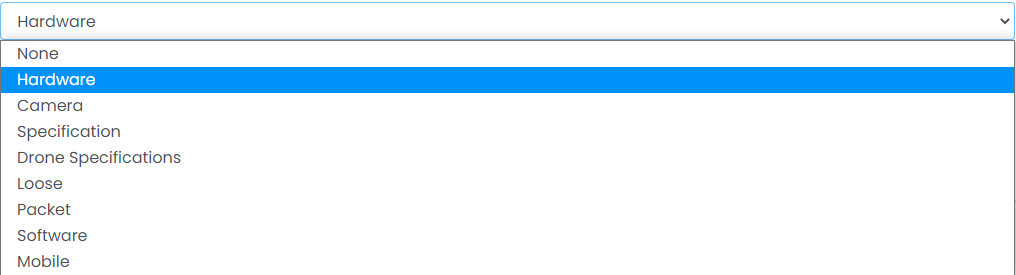 Hardware
None
Hardware
Camera
Specification
Drone Specifications
Loose
Packet
Software
Mobile